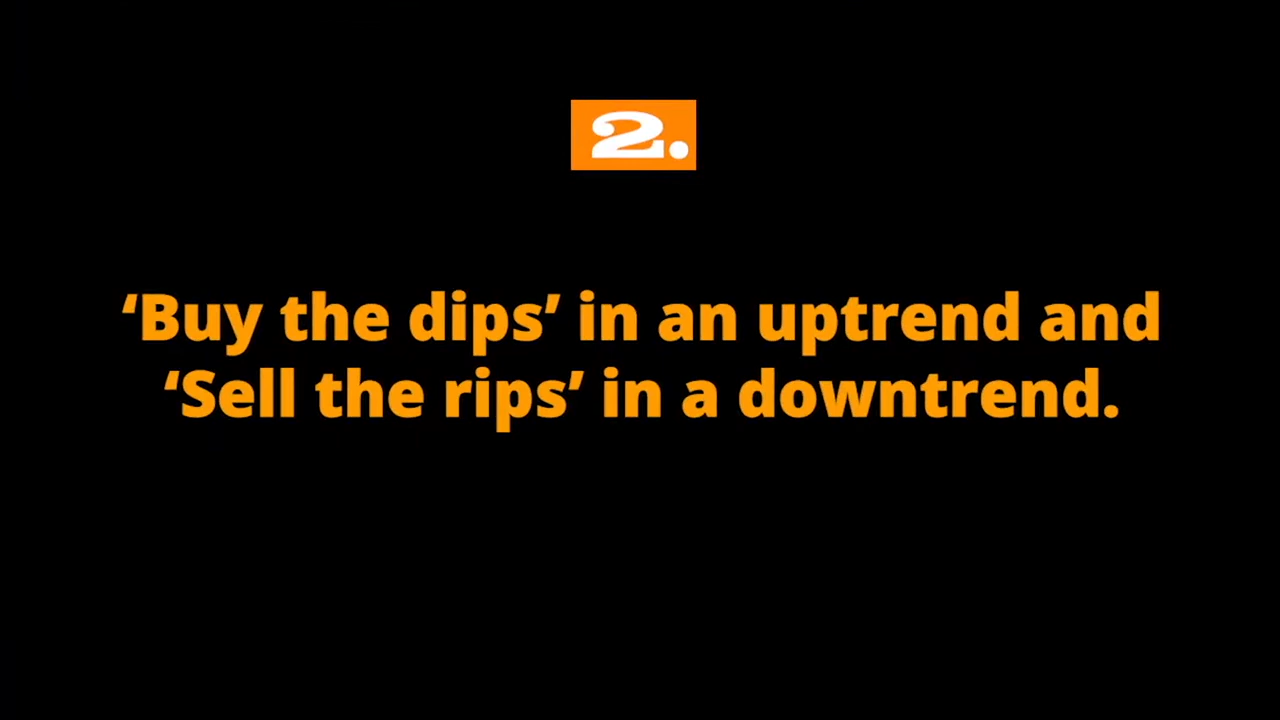 2.
‘Buy the dips’ in an uptrend and
‘Sell the rips’ in a downtrend.